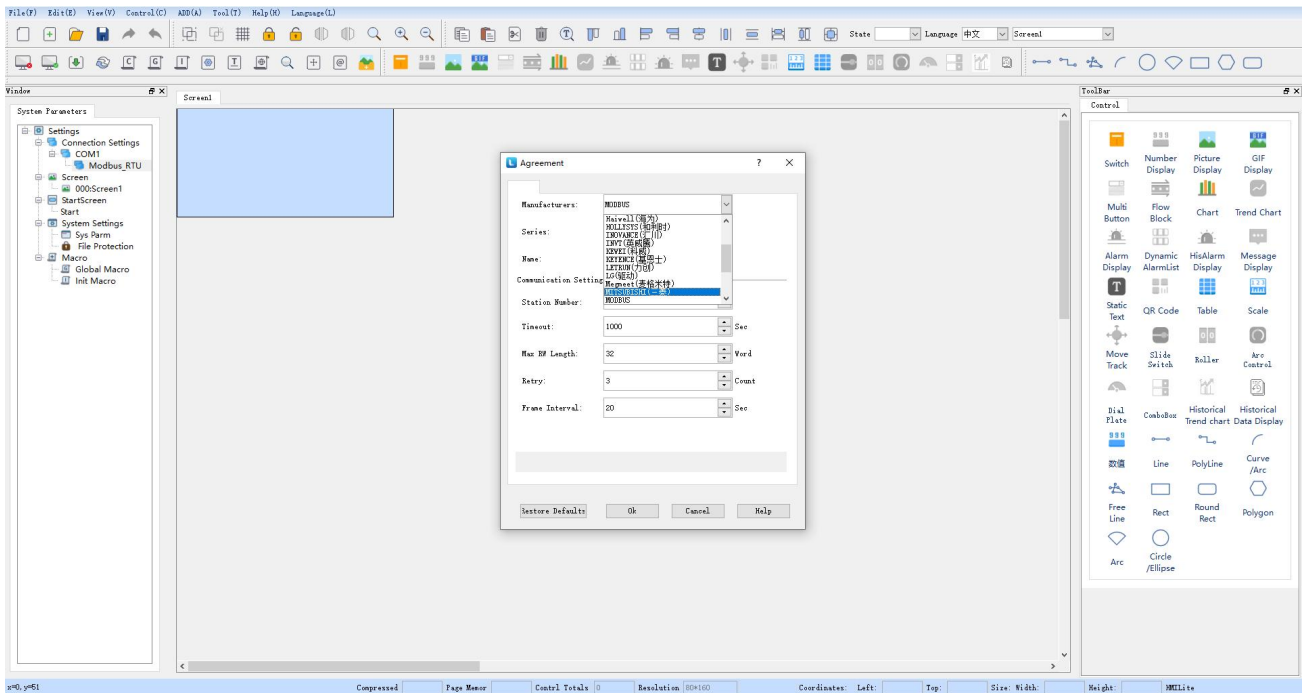 File(F) Edit(E) View(V) Control(C) ADD(A) Tool(T) Help(H) Language(L)
State Language 中文 Screen1
Window
System Parameters
Settings
Connection Settings
COM1
Modbus_RTU
Screen
000:Screen1
StartScreen
Start
System Settings
Sys Parm
File Protection
Macro
Global Macro
Init Macro
Screen1
Agreement ? ×
Manufacturers: MODBUS
Haiwell(海为)
HOLLYSYS(和利时)
INOVANCE(汇川)
INVT(英威腾)
KEWEI(科威)
KEYENCE(基恩士)
LETRUN(力创)
LG(驱动)
Megmeet(麦格米特)
MITSUBISHI(三菱)
MODBUS
Series:
Name:
Communication Setting
Station Number:
Timeout: 1000 Sec
Max RW Length: 32 Word
Retry: 3 Count
Frame Interval: 20 Sec
Restore Defaults Ok Cancel Help
ToolBar
Control
Switch
Number Display
Picture Display
GIF Display
Multi Button
Flow Block
Chart
Trend Chart
Alarm Display
Dynamic AlarmList
HisAlarm Display
Message Display
Static Text
QR Code
Table
Scale
Move Track
Slide Switch
Roller
Arc Control
Dial Plate
ComboBox
Historical Trend chart
Historical Data Display
数值
Line
PolyLine
Curve /Arc
Free Line
Rect
Round Rect
Polygon
Arc
Circle /Ellipse
x=0,y=51 Compressed Page Memor Contrl Totals 0 Resolution 80*160 Coordinates: Left: Top: Size: Width: Height: HMILite